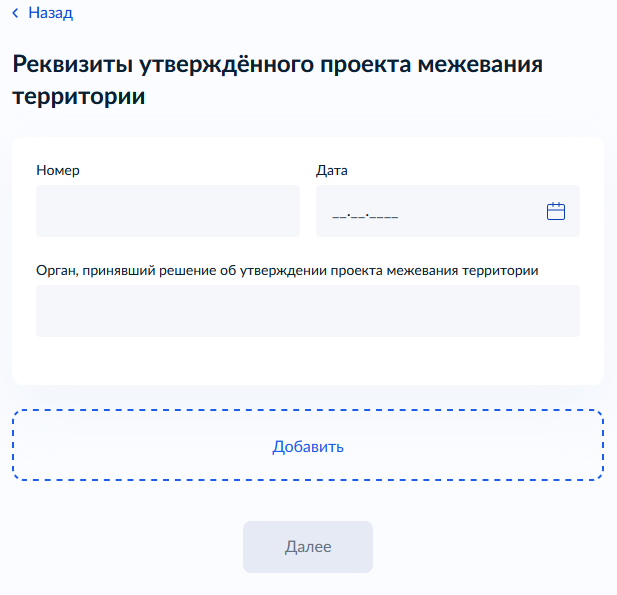 Назад
Реквизиты утверждённого проекта межевания
территории
Номер
Дата
__.__.____
Орган, принявший решение об утверждении проекта межевания территории
Добавить
Далее